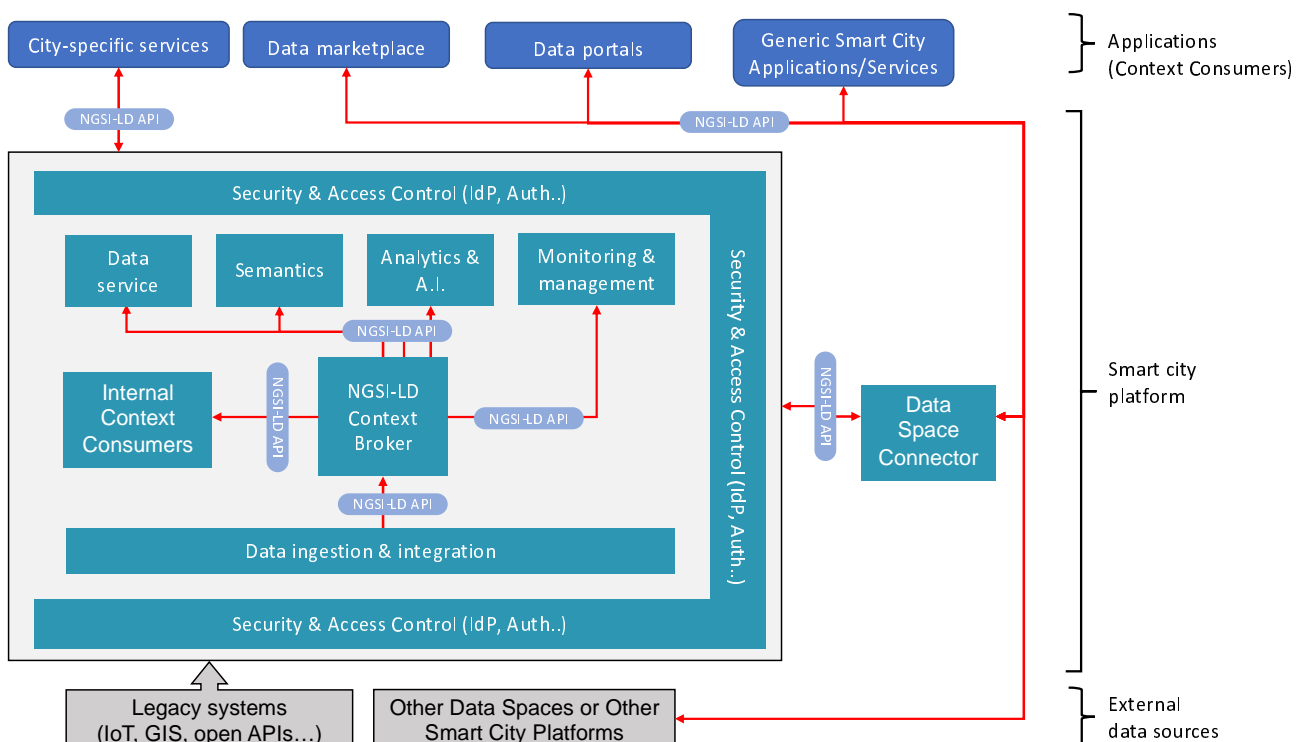 City-specific services
Data marketplace
Data portals
Generic Smart City
Applications/Services
Applications
(Context Consumers)
NGSI-LD API
NGSI-LD API
Security & Access Control (IdP, Auth..)
Data
service
Semantics
Analytics &
A.I.
Monitoring &
management
Security & Access Control (IdP, Auth..)
NGSI-LD API
Internal
Context
Consumers
NGSI-LD API
NGSI-LD
Context
Broker
NGSI-LD API
NGSI-LD API
Data
Space
Connector
Smart city
platform
NGSI-LD API
Data ingestion & integration
Security & Access Control (IdP, Auth..)
Legacy systems
(IoT, GIS, open APIs...)
Other Data Spaces or Other
Smart City Platforms
External
data sources